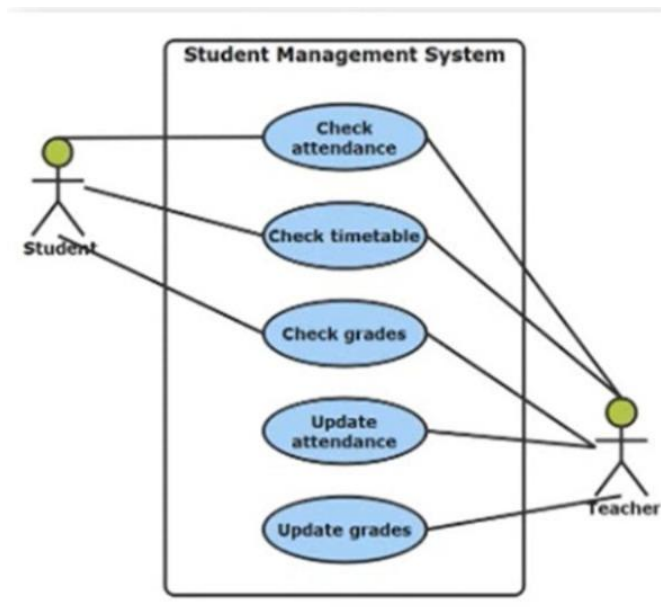 Student Management System
Check
attendance
Check timetable
Student
Check grades
Update
attendance
Teacher
Update grades